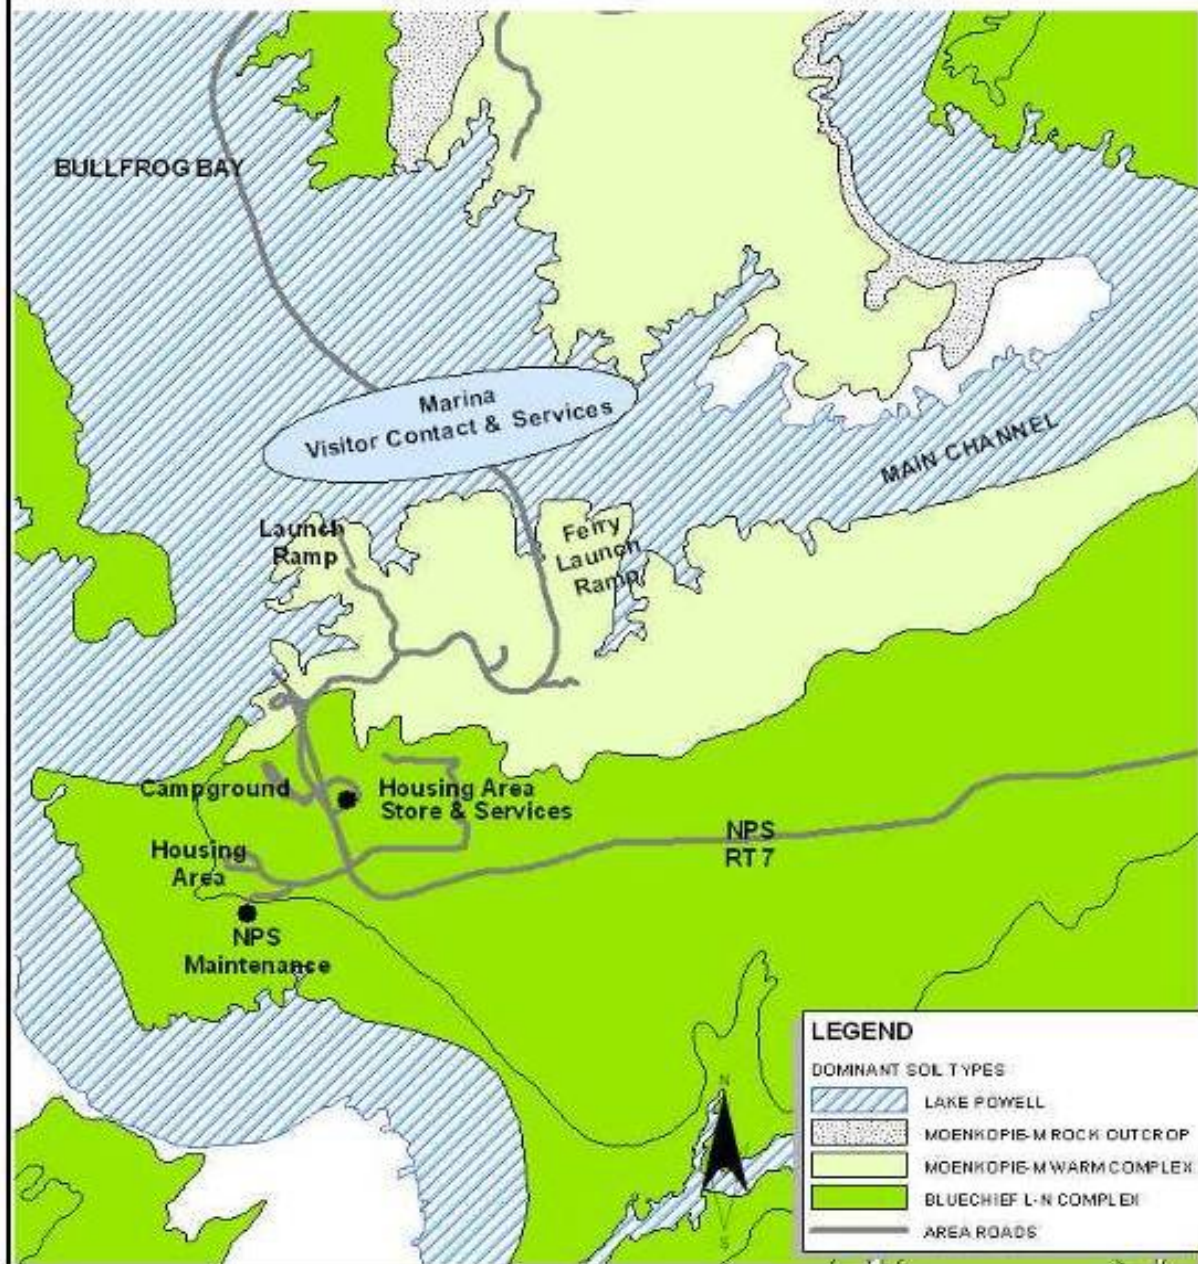 BULLFROG BAY
Marina
Visitor Contact & Services
MAIN CHANNEL
Launch
Ramp
Ferry
Launch
Ramp
Campground
Housing Area
Store & Services
Housing
Area
NPS
RT 7
NPS
Maintenance
N
S
LEGEND
DOMINANT SOIL TYPES
LAKE POWELL
MOENKOPIE-M ROCK OUTCROP
MOENKOPIE-M WARM COMPLEX
BLUECHIEF L-N COMPLEX
AREA ROADS